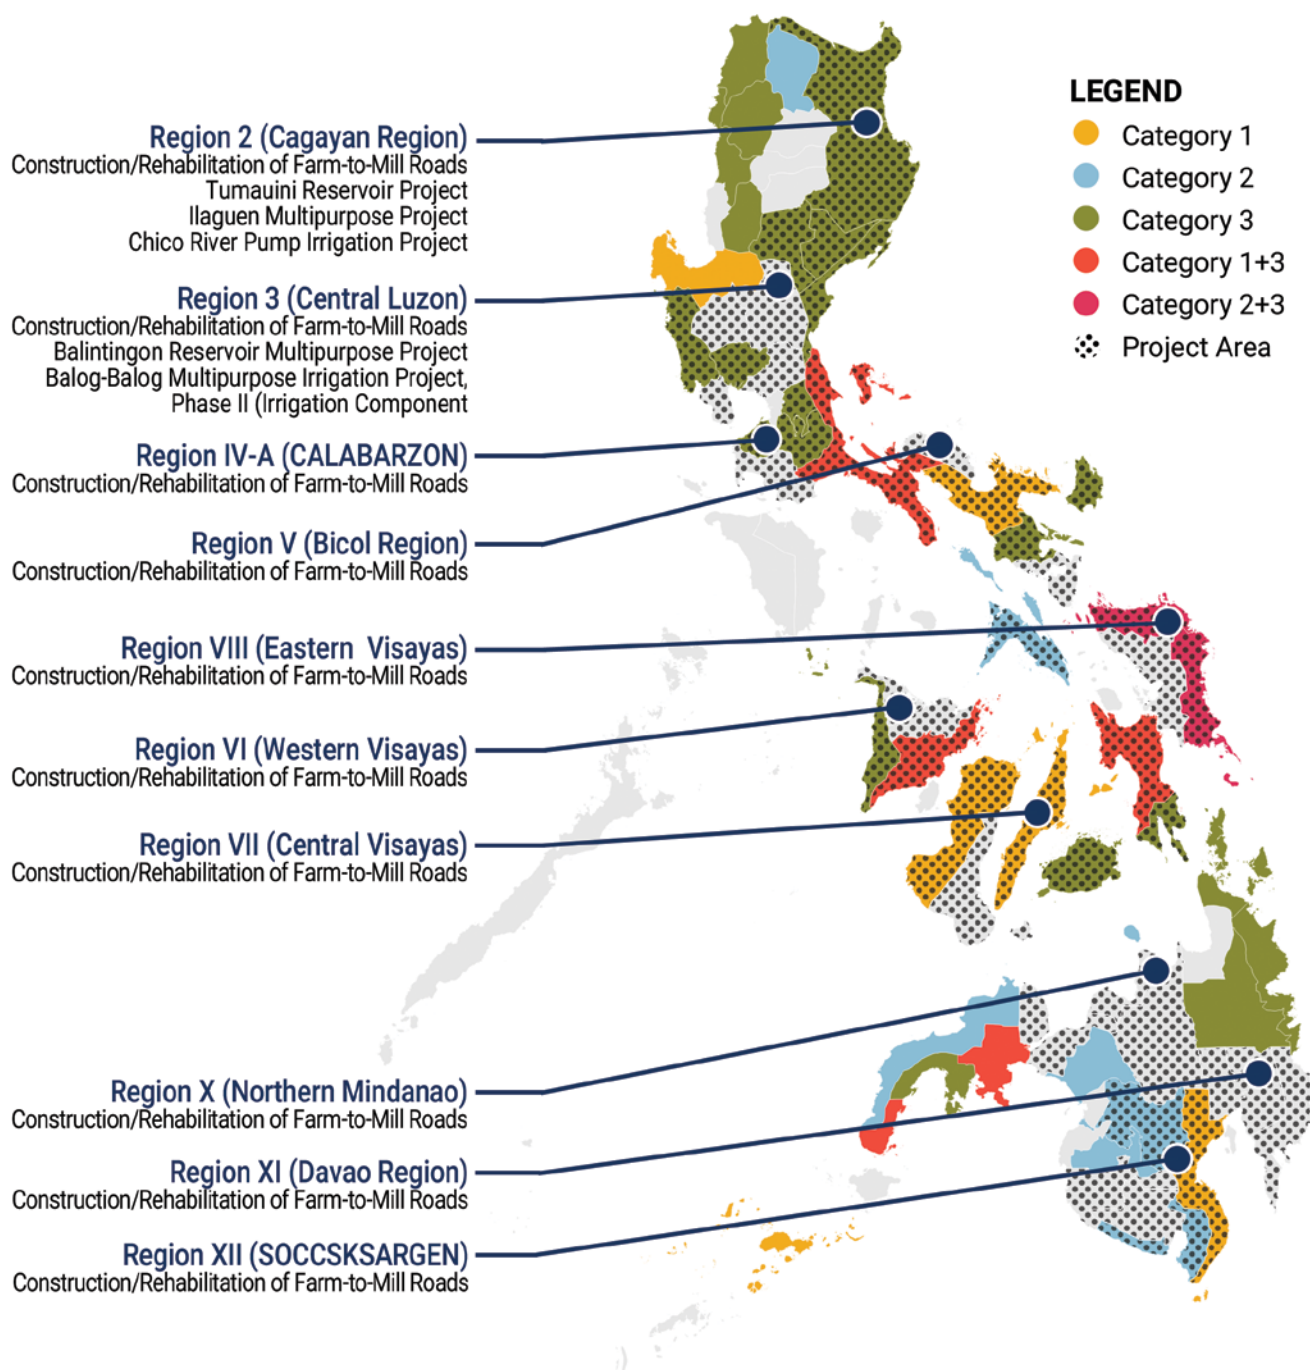 LEGEND
Category 1
Category 2
Category 3
Category 1+3
Category 2+3
Project Area
Region 2 (Cagayan Region)
Construction/Rehabilitation of Farm-to-Mill Roads
Tumauini Reservoir Project
Ilaguen Multipurpose Project
Chico River Pump Irrigation Project
Region 3 (Central Luzon)
Construction/Rehabilitation of Farm-to-Mill Roads
Balintingon Reservoir Multipurpose Project
Balog-Balog Multipurpose Irrigation Project,
Phase II (Irrigation Component
Region IV-A (CALABARZON)
Construction/Rehabilitation of Farm-to-Mill Roads
Region V (Bicol Region)
Construction/Rehabilitation of Farm-to-Mill Roads
Region VIII (Eastern  Visayas)
Construction/Rehabilitation of Farm-to-Mill Roads
Region VI (Western Visayas)
Construction/Rehabilitation of Farm-to-Mill Roads
Region VII (Central Visayas)
Construction/Rehabilitation of Farm-to-Mill Roads
Region X (Northern Mindanao)
Construction/Rehabilitation of Farm-to-Mill Roads
Region XI (Davao Region)
Construction/Rehabilitation of Farm-to-Mill Roads
Region XII (SOCCSKSARGEN)
Construction/Rehabilitation of Farm-to-Mill Roads